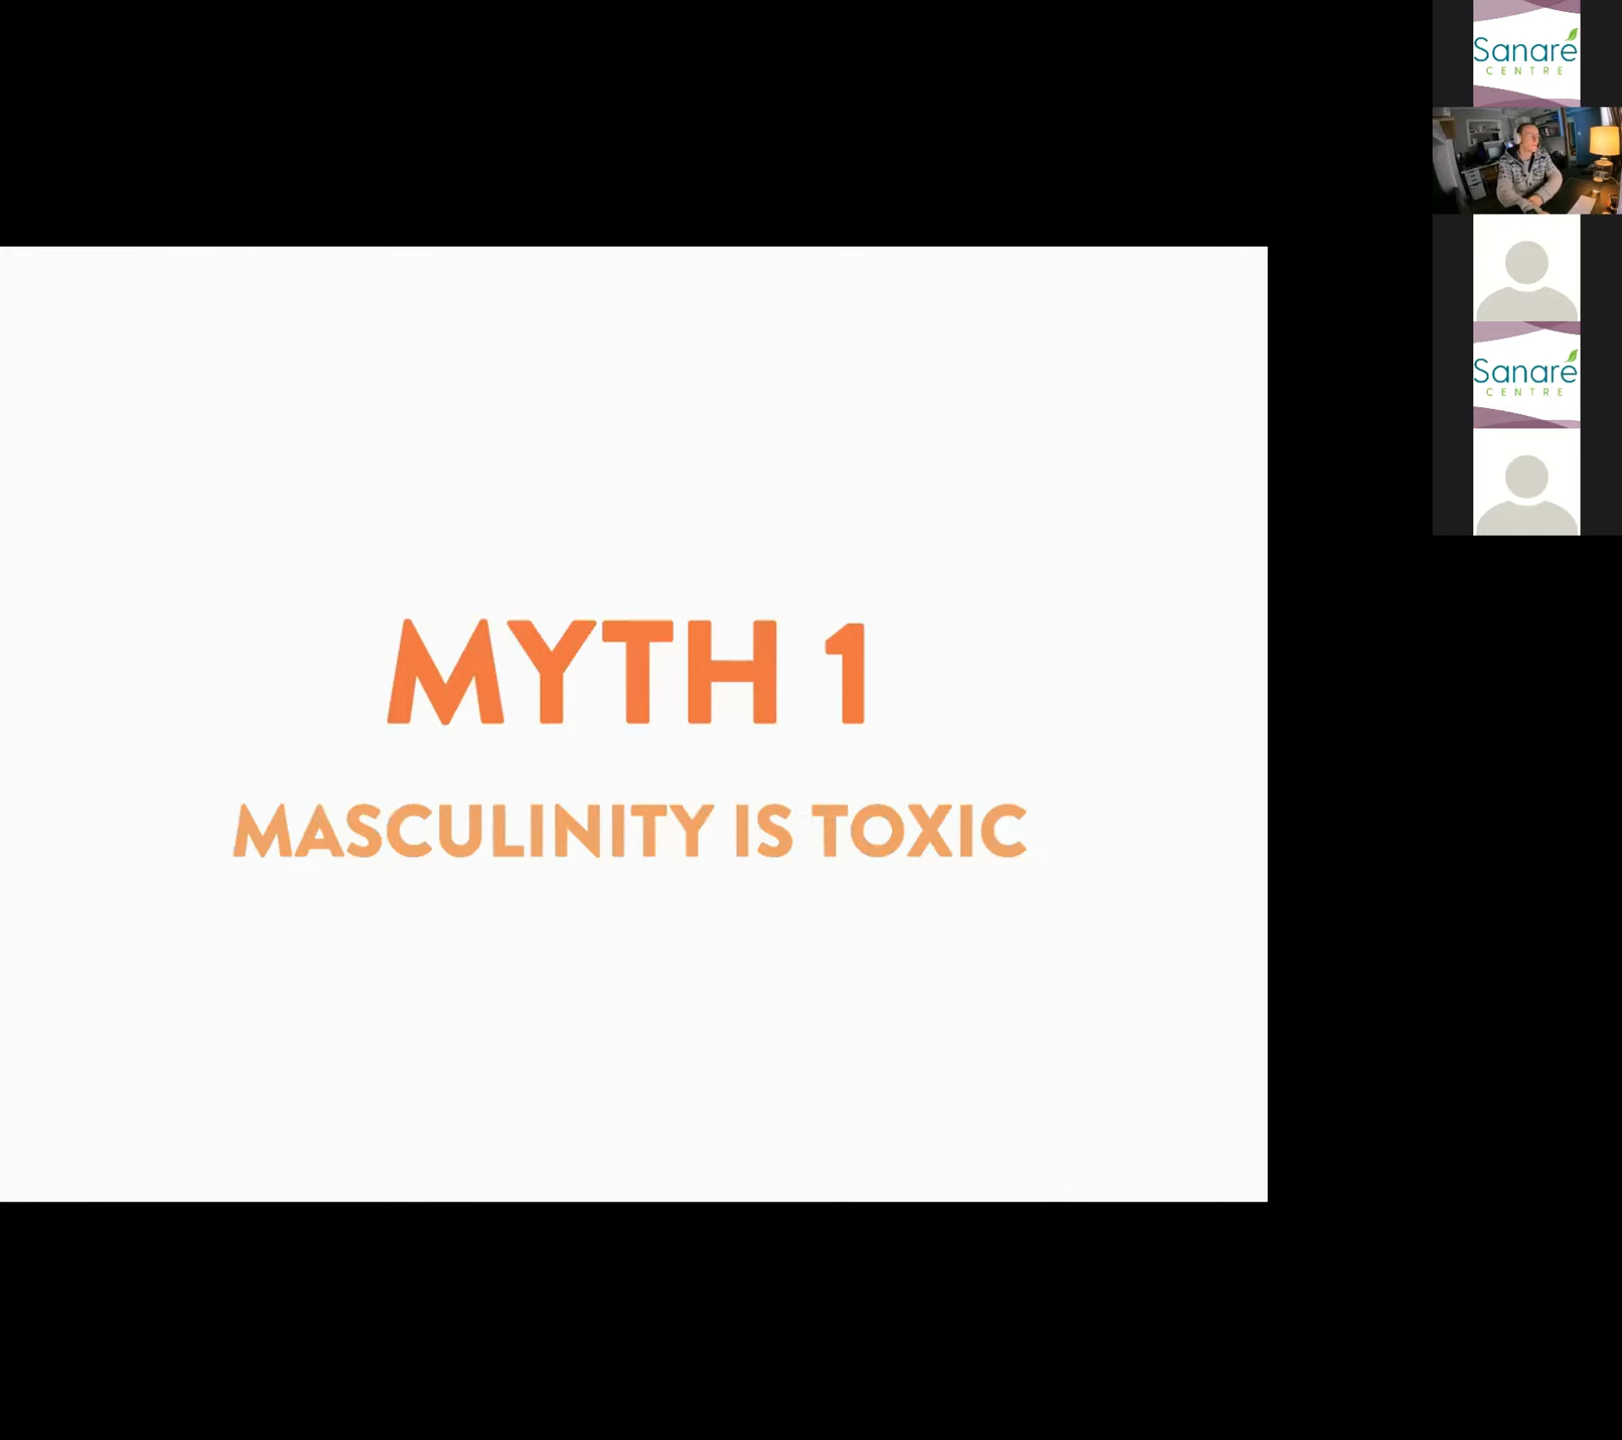 MYTH 1
MASCULINITY IS TOXIC
Sanaré
CENTRE
Sanaré
CENTRE